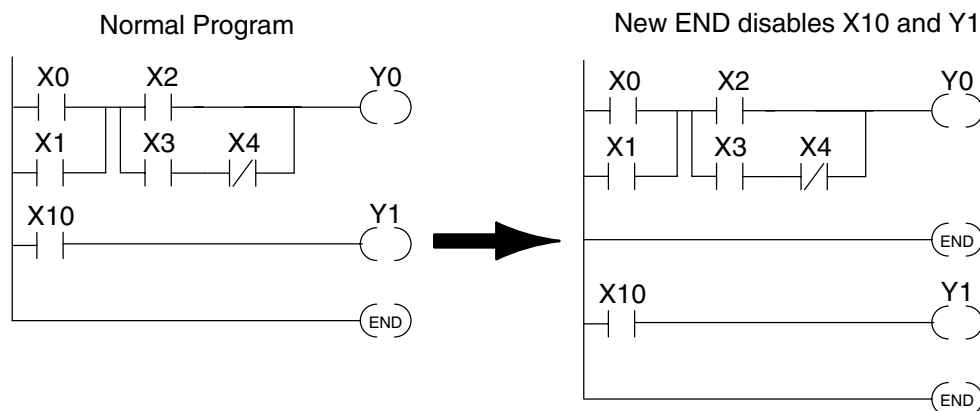 Normal Program
X0 X2 Y0
X1 X3 X4
X10 Y1
END
New END disables X10 and Y1
X0 X2 Y0
X1 X3 X4
END
X10 Y1
END